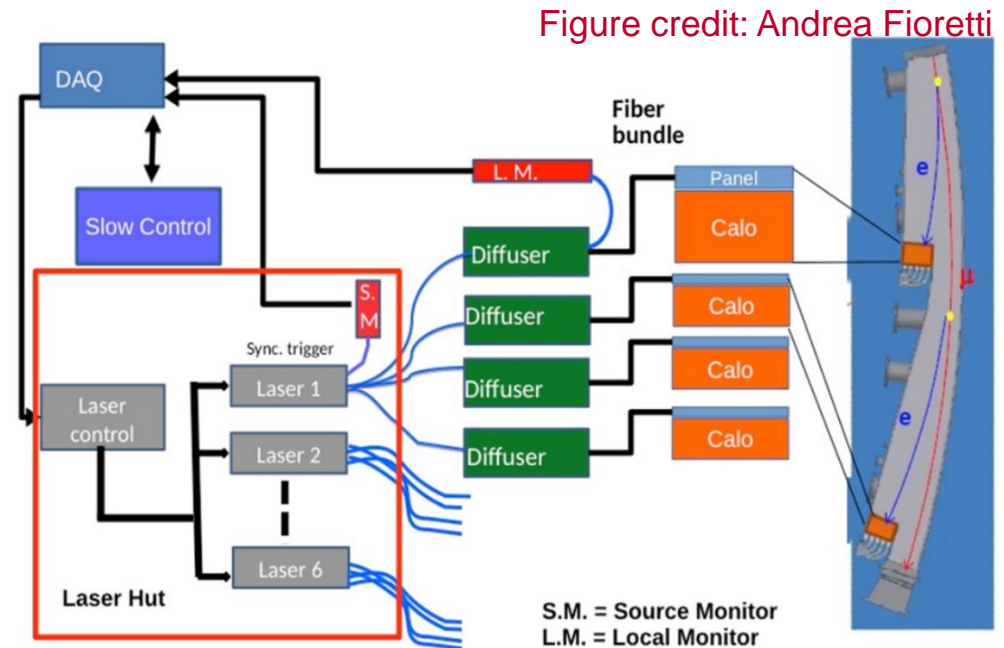 Figure credit: Andrea Fioretti
DAQ
Slow Control
Fiber
bundle
L. M.
Panel
Calo
Diffuser
Calo
Diffuser
Calo
Diffuser
Calo
Diffuser
S.
M
Sync. trigger
Laser 1
Laser 2
Laser 6
Laser
control
Laser Hut
e
μ
e
S.M. = Source Monitor
L.M. = Local Monitor